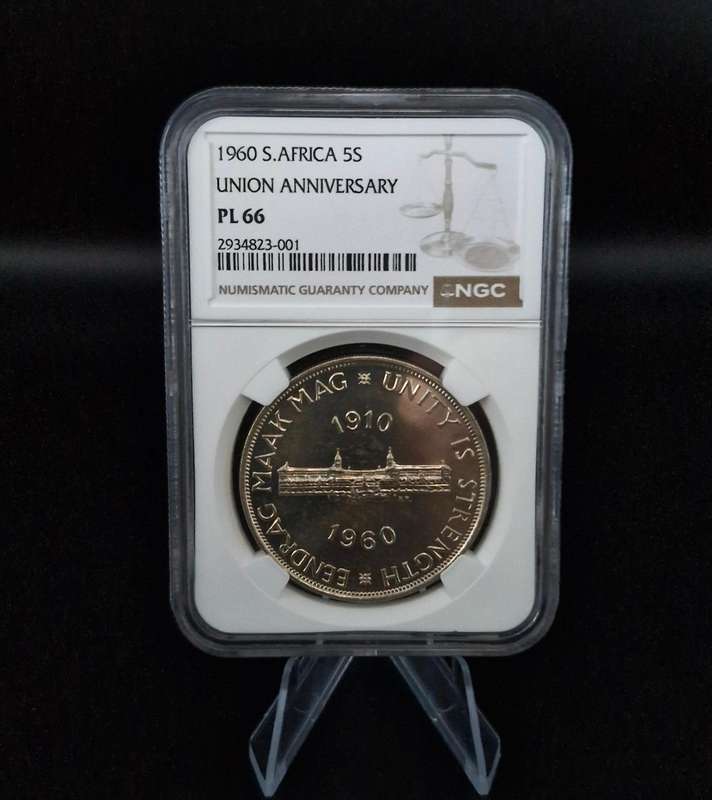 1960 S.AFRICA 5S
UNION ANNIVERSARY
PL 66
2934823-001
NUMISMATIC GUARANTY COMPANY
NGC
EENDRAG MAAK MAG
UNITY IS STRENGTH
1910
1960